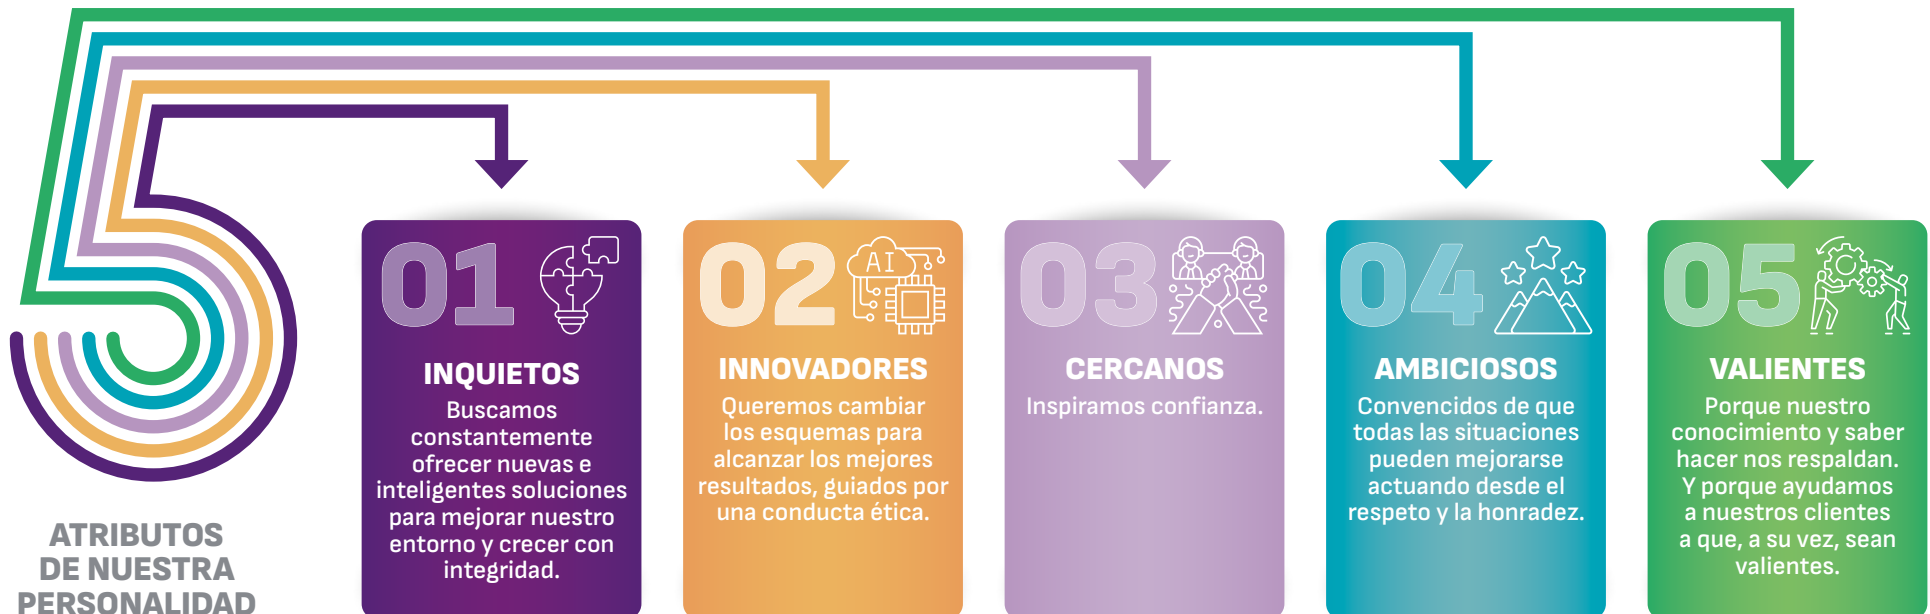 5
ATRIBUTOS
DE NUESTRA
PERSONALIDAD
01
INQUIETOS
Buscamos
constantemente
ofrecer nuevas e
inteligentes soluciones
para mejorar nuestro
entorno y crecer con
integridad.
02
AI
INNOVADORES
Queremos cambiar
los esquemas para
alcanzar los mejores
resultados, guiados por
una conducta ética.
03
CERCANOS
Inspiramos confianza.
04
AMBICIOSOS
Convencidos de que
todas las situaciones
pueden mejorarse
actuando desde el
respeto y la honradez.
05
VALIENTES
Porque nuestro
conocimiento y saber
hacer nos respaldan.
Y porque ayudamos
a nuestros clientes
a que, a su vez, sean
valientes.